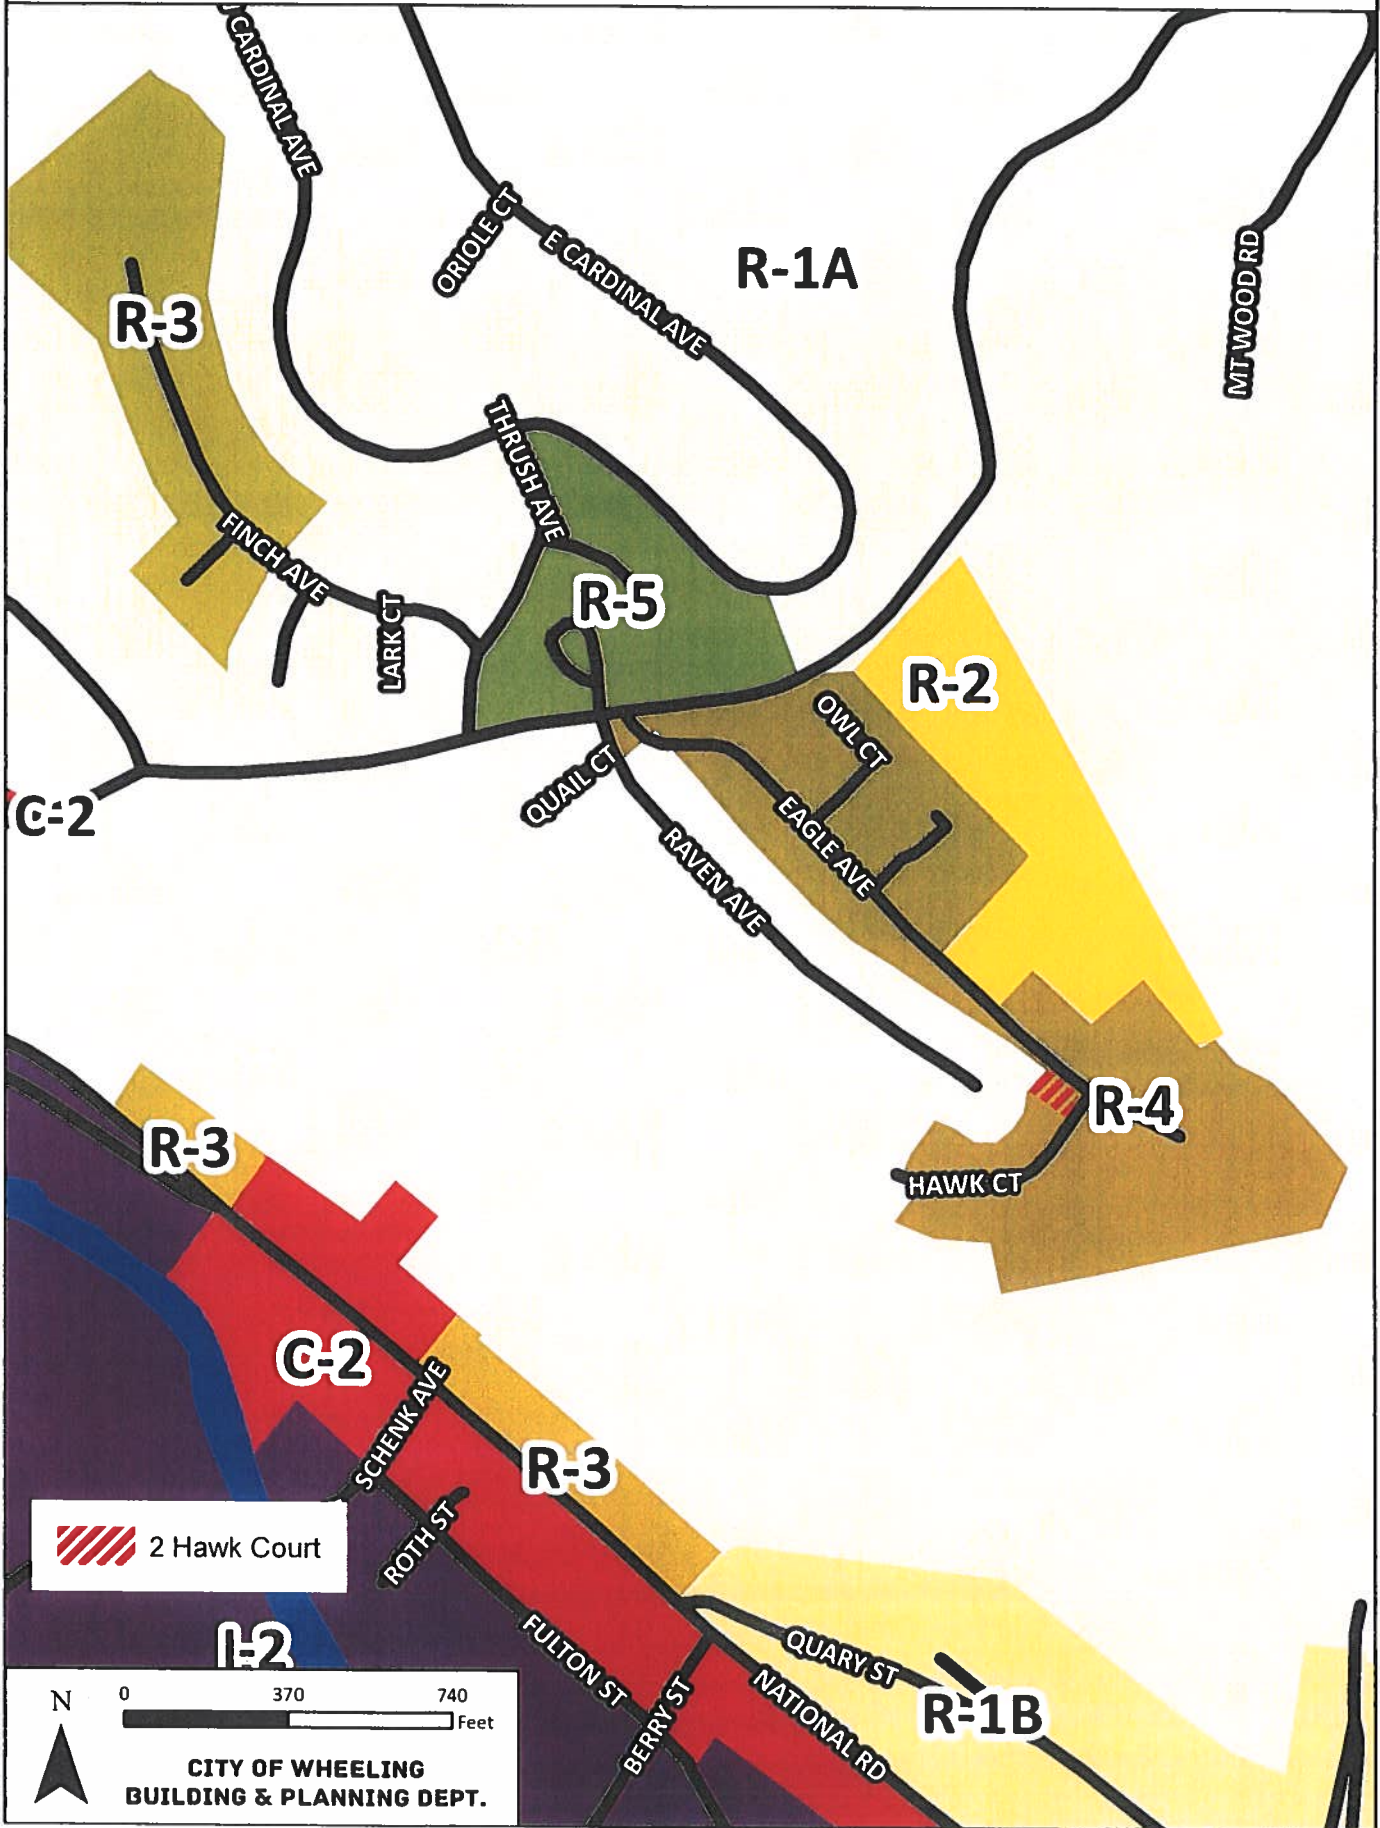 CARDINAL AVE
ORIOLE CT
E CARDINAL AVE
R-1A
MT WOOD RD
R-3
THRUSH AVE
FINCH AVE
LARK CT
R-5
R-2
OWL CT
QUAIL CT
C-2
EAGLE AVE
RAVEN AVE
R-4
HAWK CT
R-3
C-2
SCHENK AVE
R-3
ROTH ST
2 Hawk Court
FULTON ST
I-2
BERRY ST
QUARY ST
NATIONAL RD
R-1B
N
0 370 740
Feet
CITY OF WHEELING
BUILDING & PLANNING DEPT.